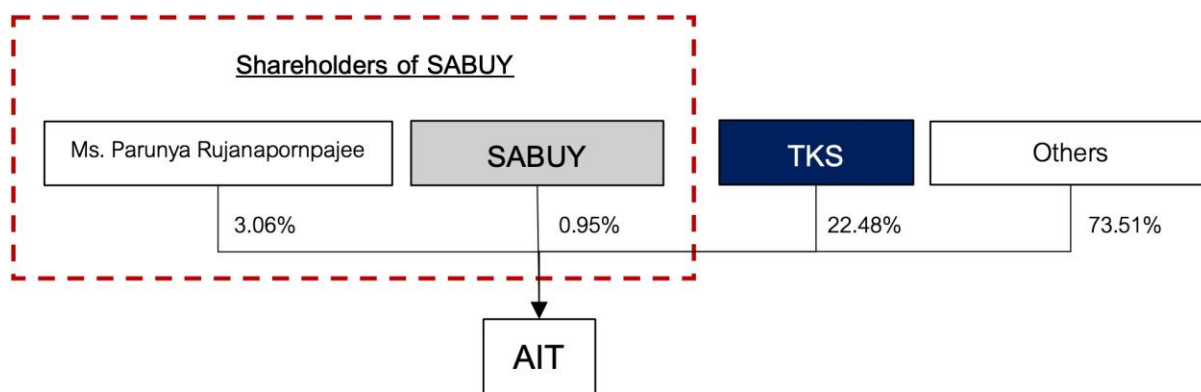 Shareholders of SABUY
Ms. Parunya Rujanapornpajee
SABUY
TKS
Others
3.06%
0.95%
22.48%
73.51%
AIT